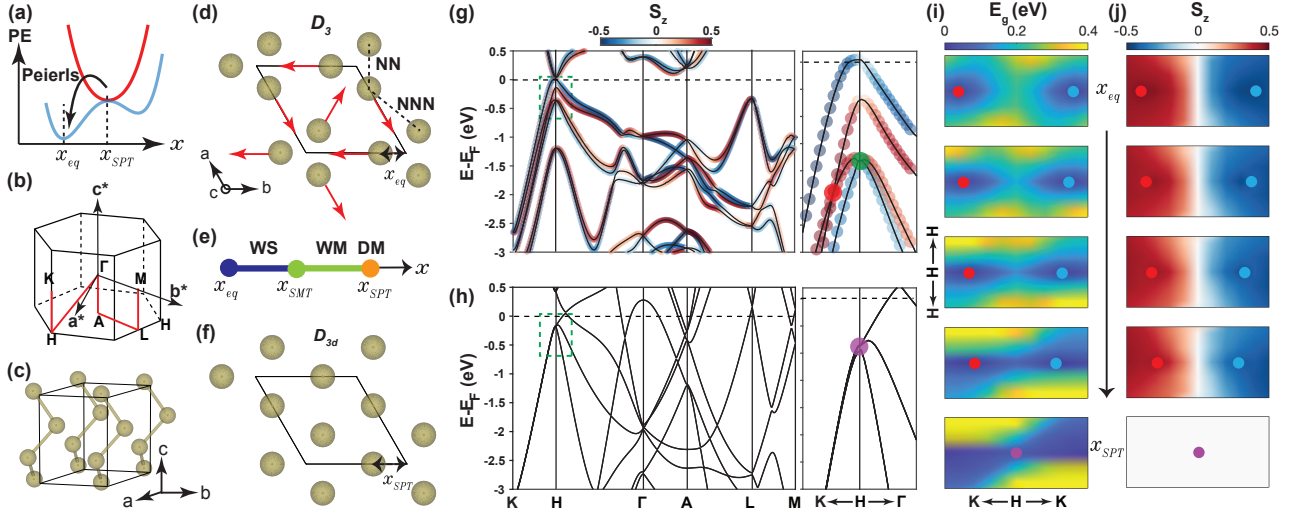 (a)
PE
Peierls
x_eq
x_SPT
x
(b)
c*
Γ
K
M
b*
a*
A
H
L
H
(c)
c
a
b
(d)
D_3
NN
NNN
a
c
b
x_eq
(e)
WS
WM
DM
x
x_eq
x_SMT
x_SPT
(f)
D_3d
x_SPT
(g)
S_z
-0.5
0.5
E-E_F (eV)
0.5
0
-0.5
-1
-1.5
-2
-2.5
-3
(h)
E-E_F (eV)
0.5
0
-0.5
-1
-1.5
-2
-2.5
-3
K
H
Γ
A
L
M
K
H
Γ
(i)
E_g (eV)
0
0.4
H
H
H
K
H
K
x_eq
x_SPT
(j)
S_z
-0.5
0
0.5